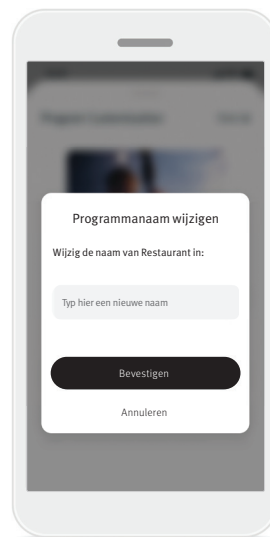 Programmanaam wijzigen
Wijzig de naam van Restaurant in:
Typ hier een nieuwe naam
Bevestigen
Annuleren